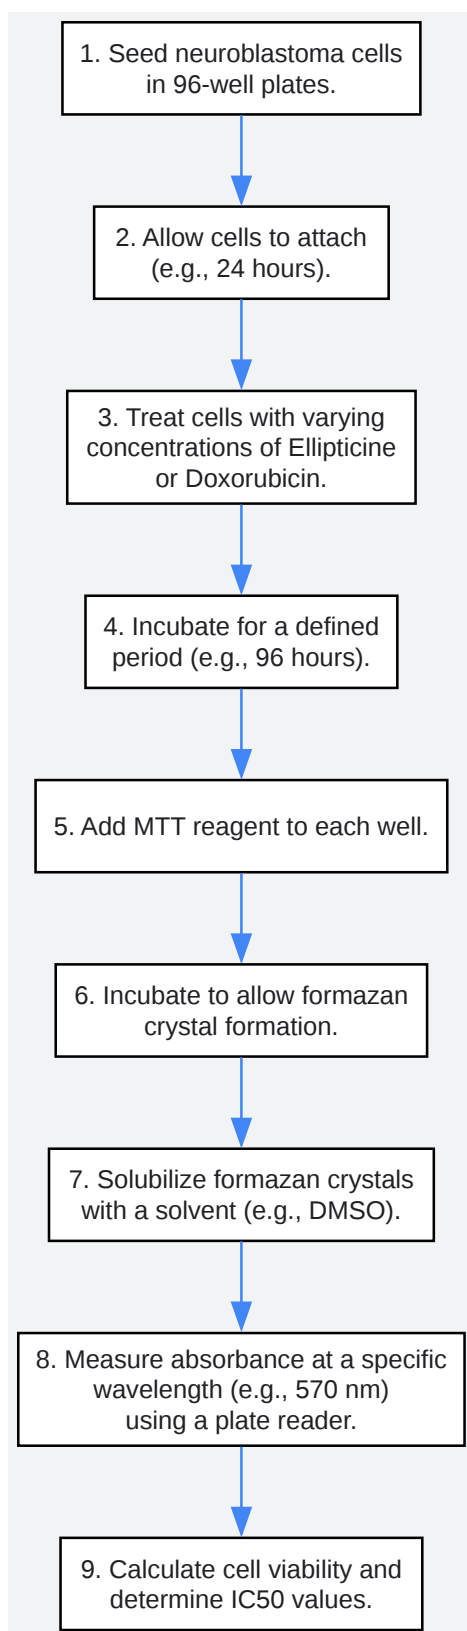 1. Seed neuroblastoma cells
in 96-well plates.
2. Allow cells to attach
(e.g., 24 hours).
3. Treat cells with varying
concentrations of Ellipticine
or Doxorubicin.
4. Incubate for a defined
period (e.g., 96 hours).
5. Add MTT reagent to each well.
6. Incubate to allow formazan
crystal formation.
7. Solubilize formazan crystals
with a solvent (e.g., DMSO).
8. Measure absorbance at a specific
wavelength (e.g., 570 nm)
using a plate reader.
9. Calculate cell viability and
determine IC50 values.